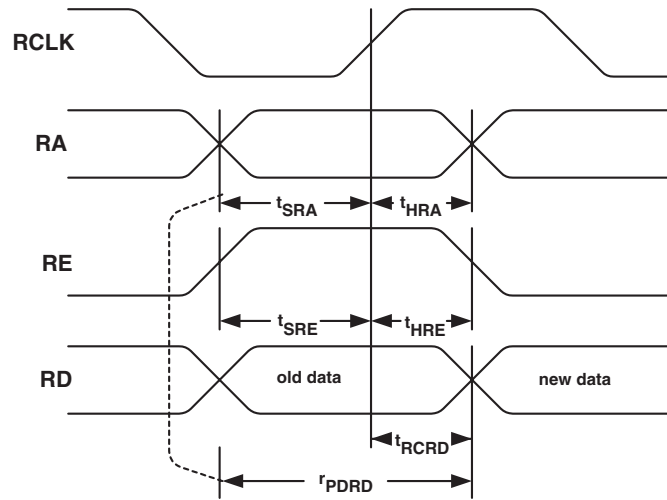 RCLK
RA
tSRA tHRA
RE
tSRE tHRE
RD old data new data
tRCRD
rPDRD